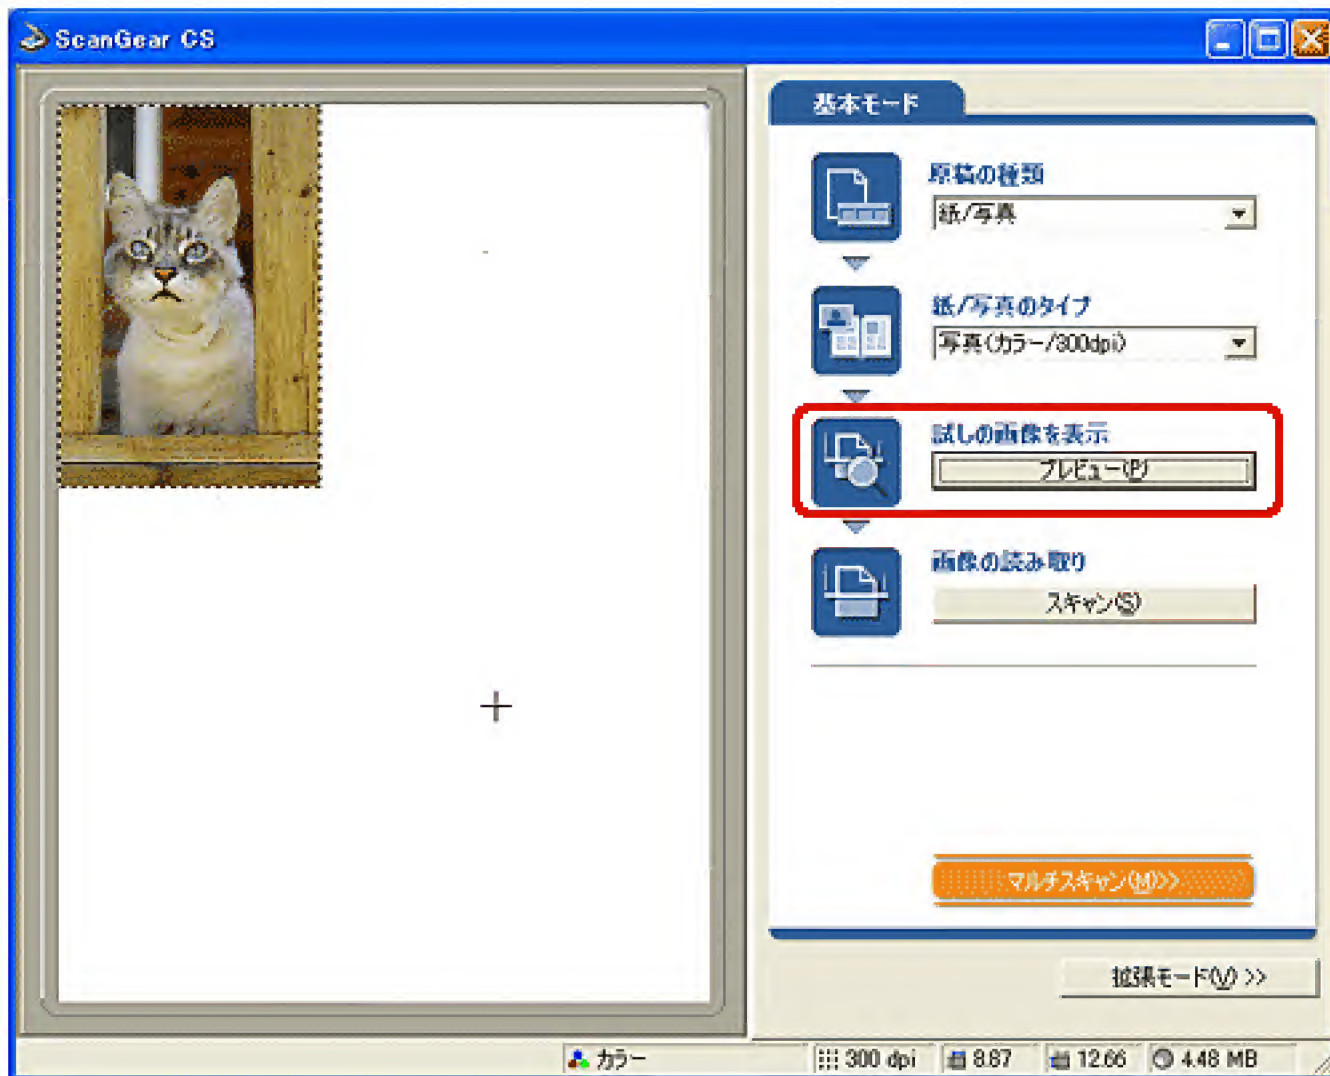 ScanGear CS
基本モード
原稿の種類
紙/写真
紙/写真のタイプ
写真(カラー/300dpi)
試しの画像を表示
プレビュー(P)
画像の読み取り
スキャン(S)
マルチスキャン(M)>>
拡張モード(V) >>
カラー 300 dpi 8.87 12.66 4.48 MB